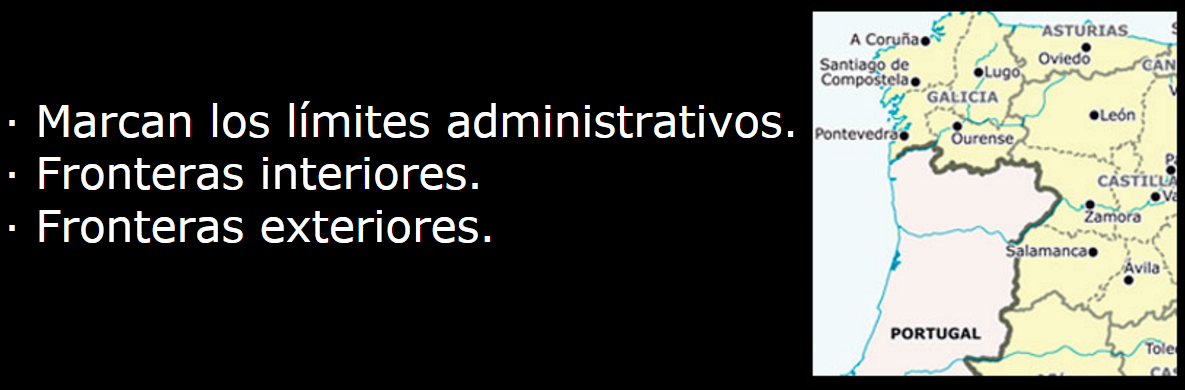 · Marcan los límites administrativos.
· Fronteras interiores.
· Fronteras exteriores.
ASTURIAS
A Coruña
Oviedo
Santiago de
Compostela
Lugo
CAN
GALICIA
León
Pontevedra
Ourense
CASTILLA
Zamora
Salamanca
Ávila
PORTUGAL